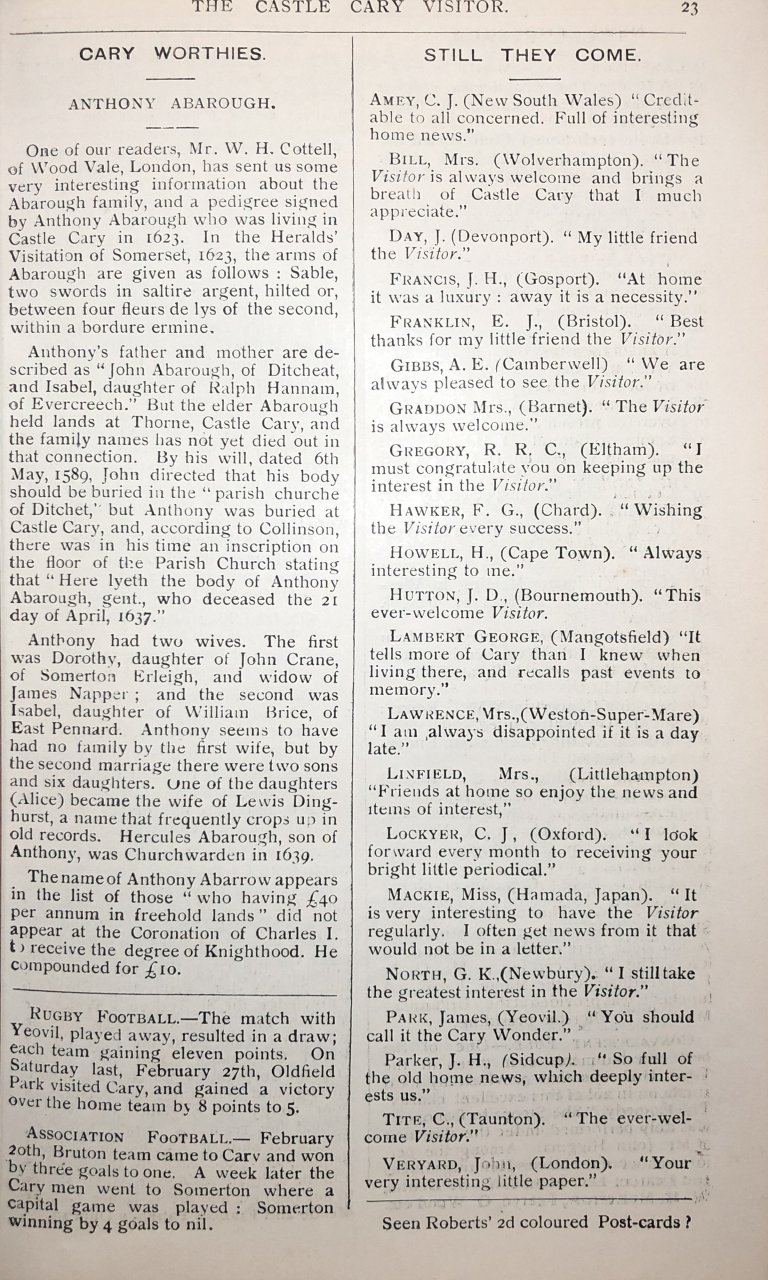 THE CASTLE CARY VISITOR. 23
CARY WORTHIES.
ANTHONY ABAROUGH.
One of our readers, Mr. W. H. Cottell,
of Wood Vale, London, has sent us some
very interesting information about the
Abarough family, and a pedigree signed
by Anthony Abarough who was living in
Castle Cary in 1623. In the Heralds'
Visitation of Somerset, 1623, the arms of
Abarough are given as follows : Sable,
two swords in saltire argent, hilted or,
between four fleurs de lys of the second,
within a bordure ermine.
Anthony's father and mother are de-
scribed as "John Abarough, of Ditcheat,
and Isabel, daughter of Ralph Hannam,
of Evercreech." But the elder Abarough
held lands at Thorne, Castle Cary, and
the family names has not yet died out in
that connection. By his will, dated 6th
May, 1589, John directed that his body
should be buried in the "parish churche
of Ditchet," but Anthony was buried at
Castle Cary, and, according to Collinson,
there was in his time an inscription on
the floor of the Parish Church stating
that "Here lyeth the body of Anthony
Abarough, gent., who deceased the 21
day of April, 1637."
Anthony had two wives. The first
was Dorothy, daughter of John Crane,
of Somerton Erleigh, and widow of
James Napper ; and the second was
Isabel, daughter of William Brice, of
East Pennard. Anthony seems to have
had no family by the first wife, but by
the second marriage there were two sons
and six daughters. One of the daughters
(Alice) became the wife of Lewis Ding-
hurst, a name that frequently crops up in
old records. Hercules Abarough, son of
Anthony, was Churchwarden in 1639.
The name of Anthony Abarrow appears
in the list of those "who having £40
per annum in freehold lands" did not
appear at the Coronation of Charles I.
to receive the degree of Knighthood. He
compounded for £10.
RUGBY FOOTBALL.—The match with
Yeovil, played away, resulted in a draw;
each team gaining eleven points. On
Saturday last, February 27th, Oldfield
Park visited Cary, and gained a victory
over the home team by 8 points to 5.
ASSOCIATION FOOTBALL.— February
20th, Bruton team came to Cary and won
by three goals to one. A week later the
Cary men went to Somerton where a
capital game was played : Somerton
winning by 4 goals to nil.
STILL THEY COME.
AMEY, C. J. (New South Wales) "Credit-
able to all concerned. Full of interesting
home news."
BILL, Mrs. (Wolverhampton). "The
Visitor is always welcome and brings a
breath of Castle Cary that I much
appreciate."
DAY, J. (Devonport). "My little friend
the Visitor."
FRANCIS, J. H., (Gosport). "At home
it was a luxury : away it is a necessity."
FRANKLIN, E. J., (Bristol). "Best
thanks for my little friend the Visitor."
GIBBS, A. E. (Camberwell) "We are
always pleased to see the Visitor."
GRADDON Mrs., (Barnet). "The Visitor
is always welcome."
GREGORY, R. R. C., (Eltham). "I
must congratulate you on keeping up the
interest in the Visitor."
HAWKER, F. G., (Chard). "Wishing
the Visitor every success."
HOWELL, H., (Cape Town). "Always
interesting to me."
HUTTON, J. D., (Bournemouth). "This
ever-welcome Visitor.
LAMBERT GEORGE, (Mangotsfield) "It
tells more of Cary than I knew when
living there, and recalls past events to
memory."
LAWRENCE, Mrs.,(Weston-Super-Mare)
"I am always disappointed if it is a day
late."
LINFIELD, Mrs., (Littlehampton)
"Friends at home so enjoy the news and
items of interest,"
LOCKYER, C. J, (Oxford). "I look
forward every month to receiving your
bright little periodical."
MACKIE, Miss, (Hamada, Japan). "It
is very interesting to have the Visitor
regularly. I often get news from it that
would not be in a letter."
NORTH, G. K.,(Newbury). "I still take
the greatest interest in the Visitor."
PARK, James, (Yeovil.) "You should
call it the Cary Wonder."
Parker, J. H., (Sidcup). "So full of
the old home news, which deeply inter-
ests us."
TITE, C., (Taunton). "The ever-wel-
come Visitor."
VERYARD, John, (London). "Your
very interesting little paper."
Seen Roberts' 2d coloured Post-cards ?